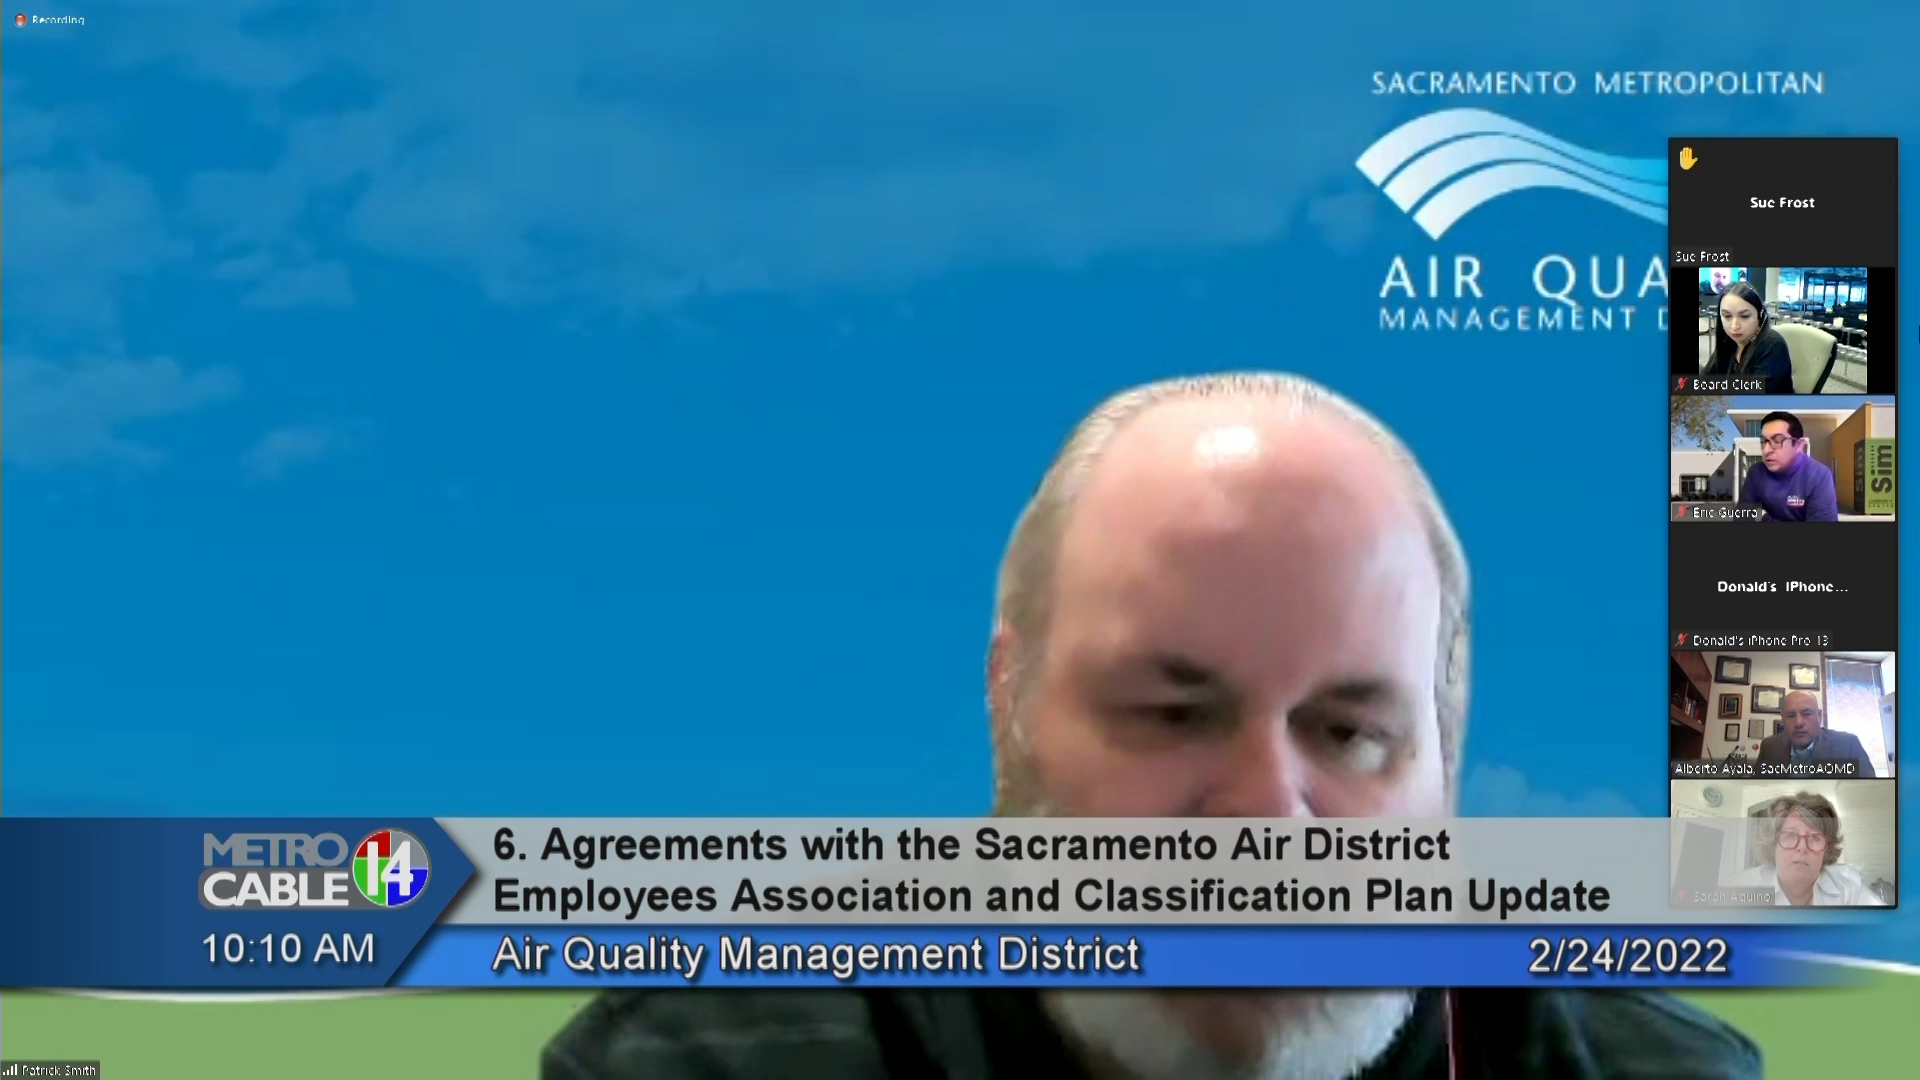 Recording
SACRAMENTO METROPOLITAN
AIR QUA
MANAGEMENT D
Sue Frost
Sue Frost
Board Clerk
Sim
Eric Guerra
Donald's iPhone...
Donald's iPhone Pro 13
Alberto Ayala, SacMetroAQMD
Sarah Aquino
METRO
CABLE 14
6. Agreements with the Sacramento Air District
Employees Association and Classification Plan Update
10:10 AM
Air Quality Management District
2/24/2022
Patrick Smith